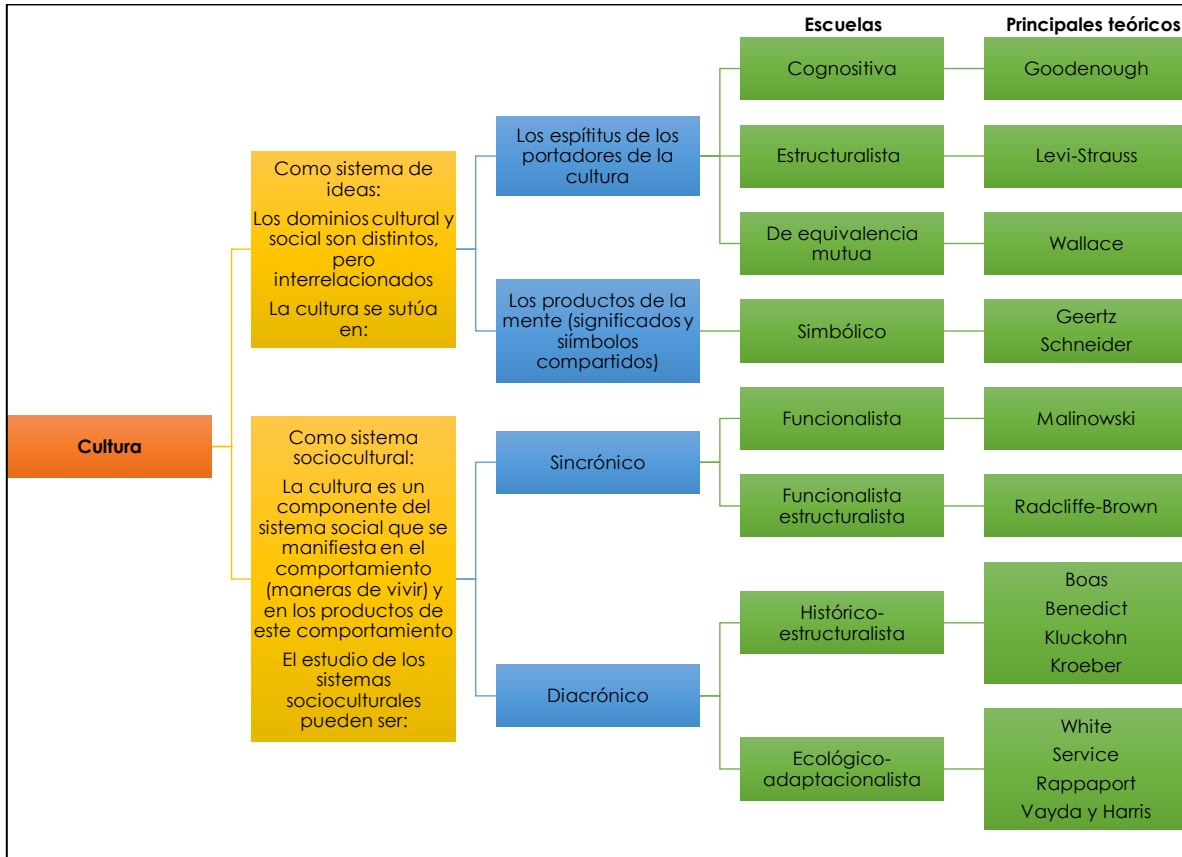 Escuelas
Principales teóricos
Cultura
Como sistema de
ideas:
Los dominios cultural y
social son distintos,
pero
interrelacionados
La cultura se sutúa
en:
Los espítitus de los
portadores de la
cultura
Cognositiva
Goodenough
Estructuralista
Levi-Strauss
De equivalencia
mutua
Wallace
Los productos de la
mente (significados y
siímbolos
compartidos)
Simbólico
Geertz
Schneider
Como sistema
sociocultural:
La cultura es un
componente del
sistema social que se
manifiesta en el
comportamiento
(maneras de vivir) y
en los productos de
este comportamiento
El estudio de los
sistemas
socioculturales
pueden ser:
Sincrónico
Funcionalista
Malinowski
Funcionalista
estructuralista
Radcliffe-Brown
Diacrónico
Histórico-
estructuralista
Boas
Benedict
Kluckohn
Kroeber
Ecológico-
adaptacionalista
White
Service
Rappaport
Vayda y Harris